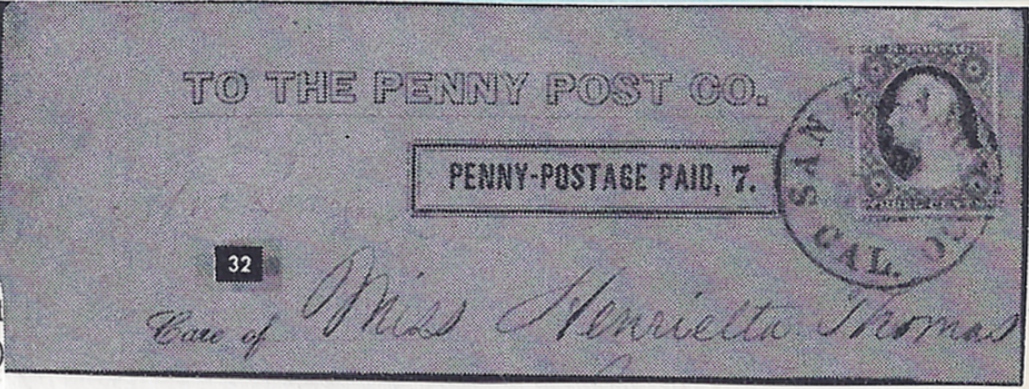 TO THE PENNY POST CO.
PENNY-POSTAGE PAID, 7.
SAN
CAL.
32
Care of Miss Henrietta Thomas